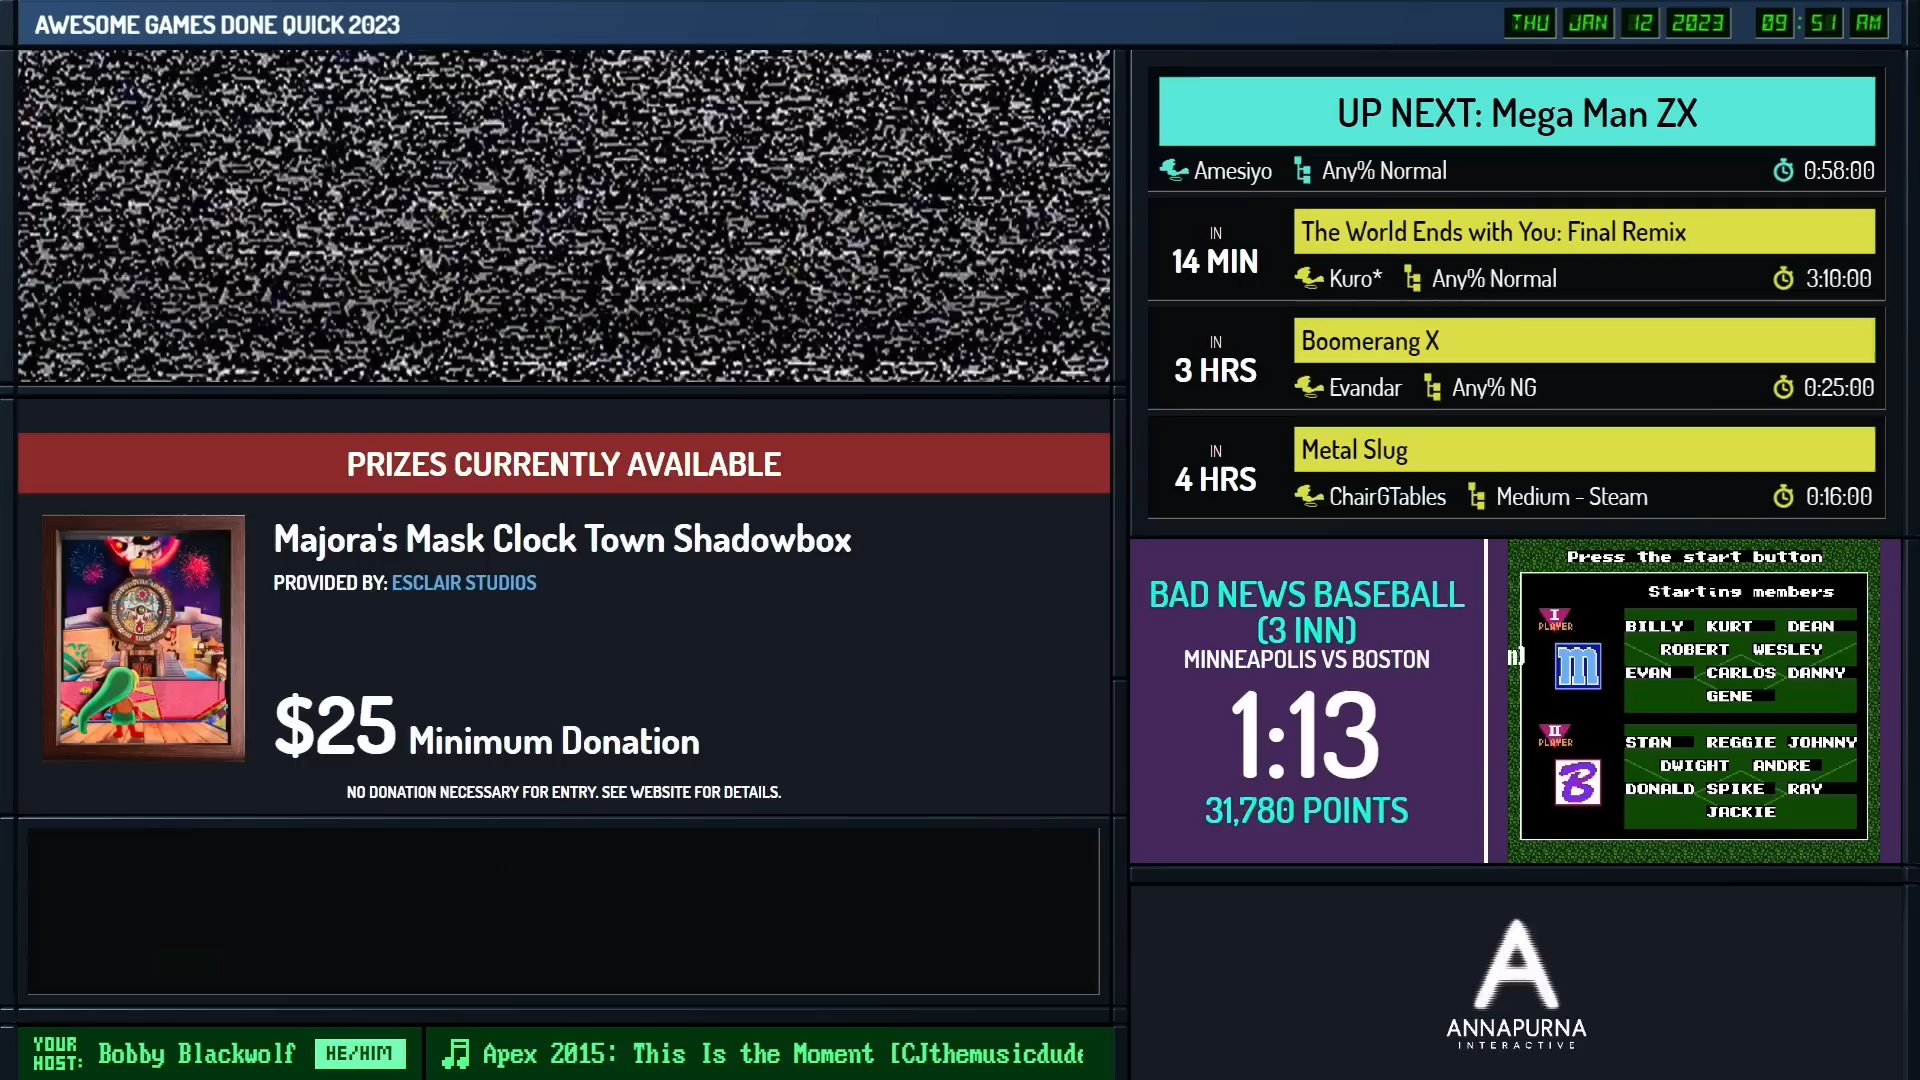 AWESOME GAMES DONE QUICK 2023
THU JAN 12 2023 09:51 AM
UP NEXT: Mega Man ZX
Amesiyo Any% Normal 0:58:00
IN
14 MIN
The World Ends with You: Final Remix
Kuro* Any% Normal 3:10:00
IN
3 HRS
Boomerang X
Evandar Any% NG 0:25:00
IN
4 HRS
Metal Slug
ChairGTables Medium - Steam 0:16:00
PRIZES CURRENTLY AVAILABLE
Majora's Mask Clock Town Shadowbox
PROVIDED BY: ESCLAIR STUDIOS
$25 Minimum Donation
NO DONATION NECESSARY FOR ENTRY. SEE WEBSITE FOR DETAILS.
BAD NEWS BASEBALL
(3 INN)
MINNEAPOLIS VS BOSTON
1:13
31,780 POINTS
Press the start button
Starting members
I
PLAYER
m
BILLY KURT DEAN
ROBERT WESLEY
EVAN CARLOS DANNY
GENE
II
PLAYER
B
STAN REGGIE JOHNNY
DWIGHT ANDRE
DONALD SPIKE RAY
JACKIE
A
ANNAPURNA
INTERACTIVE
YOUR
HOST: Bobby Blackwolf HE/HIM
Apex 2015: This Is the Moment [CJthemusicdude